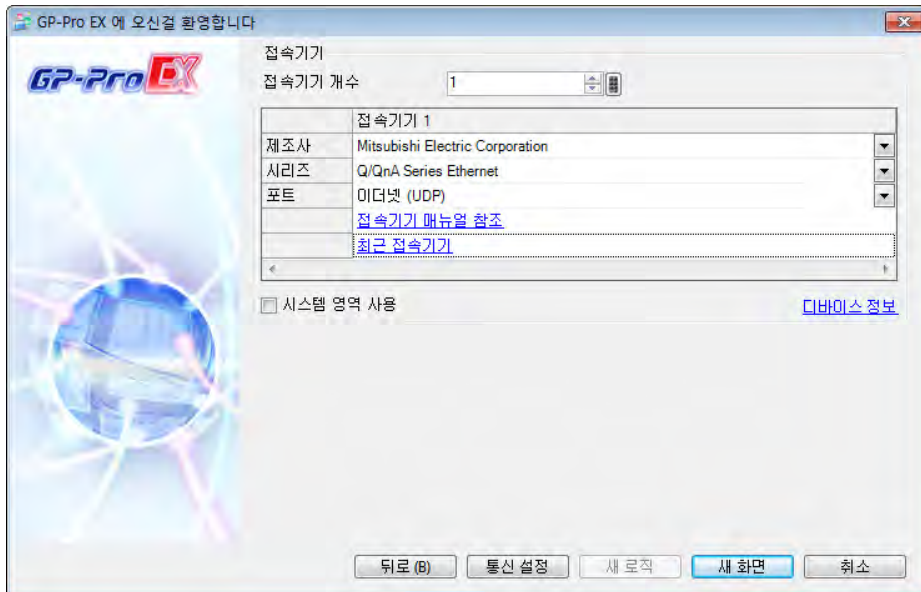 GP-Pro EX 에 오신걸 환영합니다
GP-Pro EX
접속기기
접속기기 개수 1
접속기기 1
제조사 Mitsubishi Electric Corporation
시리즈 Q/QnA Series Ethernet
포트 이더넷 (UDP)
접속기기 매뉴얼 참조
최근 접속기기
시스템 영역 사용 디바이스 정보
뒤로 (B) 통신 설정 새 로직 새 화면 취소